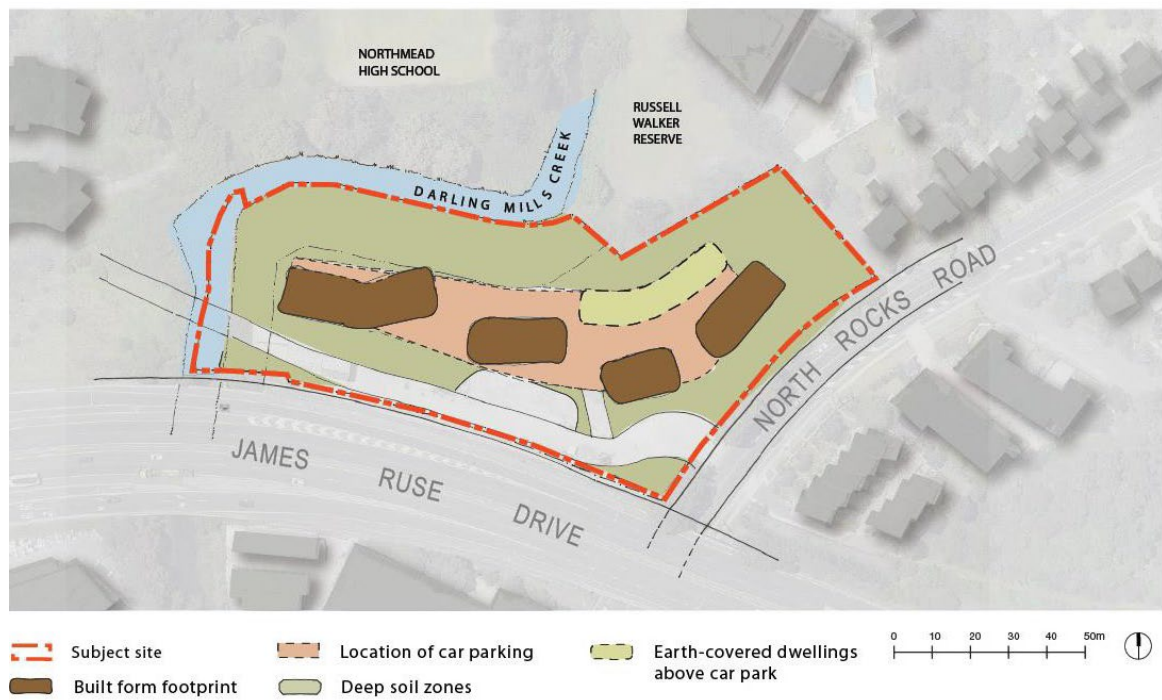 NORTHMEAD
HIGH SCHOOL
RUSSELL
WALKER
RESERVE
DARLING MILLS CREEK
NORTH ROCKS ROAD
JAMES RUSE DRIVE
Subject site
Built form footprint
Location of car parking
Deep soil zones
Earth-covered dwellings
above car park
0 10 20 30 40 50m